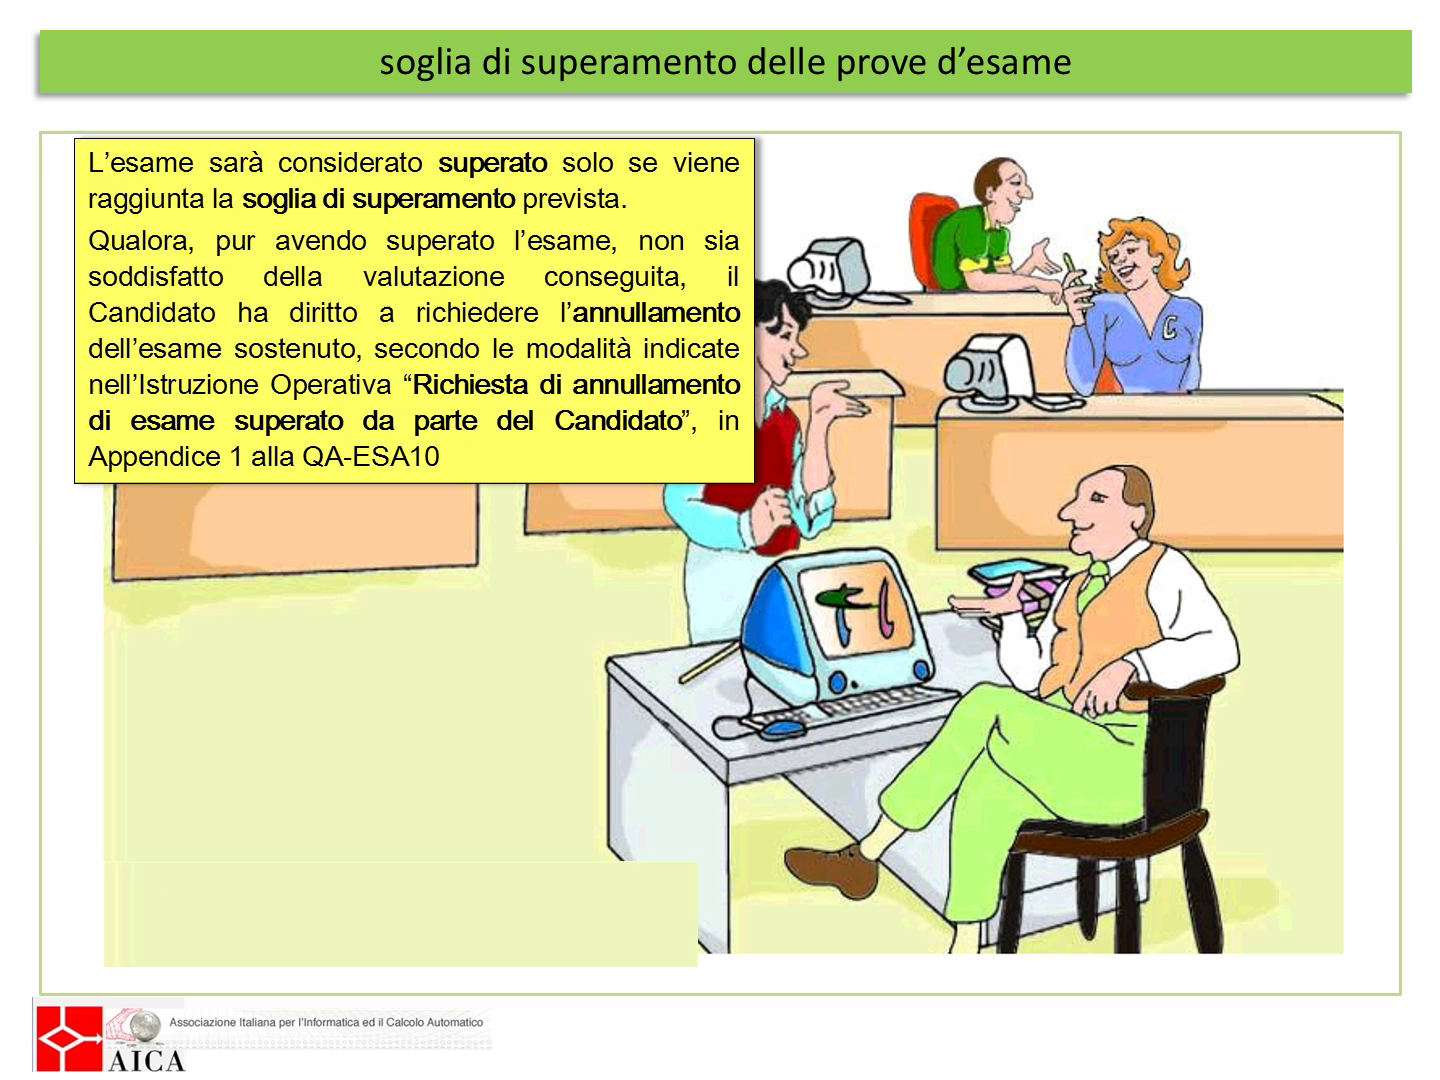 soglia di superamento delle prove d’esame
L’esame sarà considerato superato solo se viene
raggiunta la soglia di superamento prevista.
Qualora, pur avendo superato l’esame, non sia
soddisfatto della valutazione conseguita, il
Candidato ha diritto a richiedere l’annullamento
dell’esame sostenuto, secondo le modalità indicate
nell’Istruzione Operativa “Richiesta di annullamento
di esame superato da parte del Candidato”, in
Appendice 1 alla QA-ESA10
C
Associazione Italiana per l’Informatica ed il Calcolo Automatico
AICA